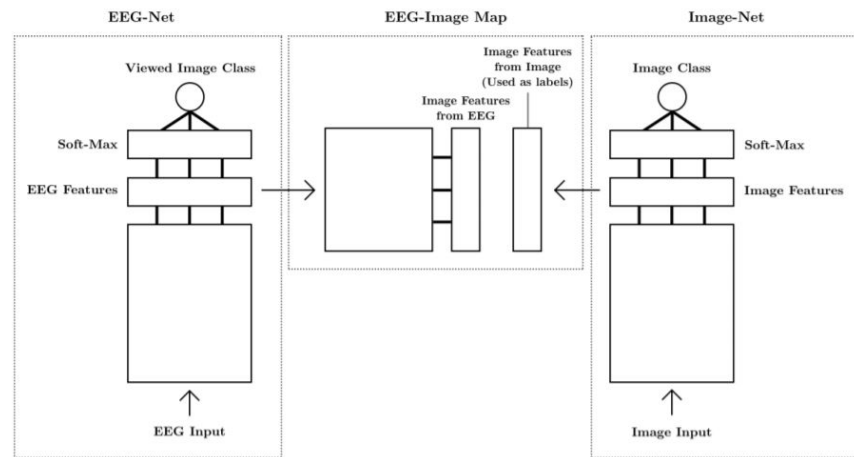 EEG-Net
EEG-Image Map
Image-Net
Viewed Image Class
Soft-Max
EEG Features
EEG Input
Image Features
from EEG
Image Features
from Image
(Used as labels)
Image Class
Soft-Max
Image Features
Image Input